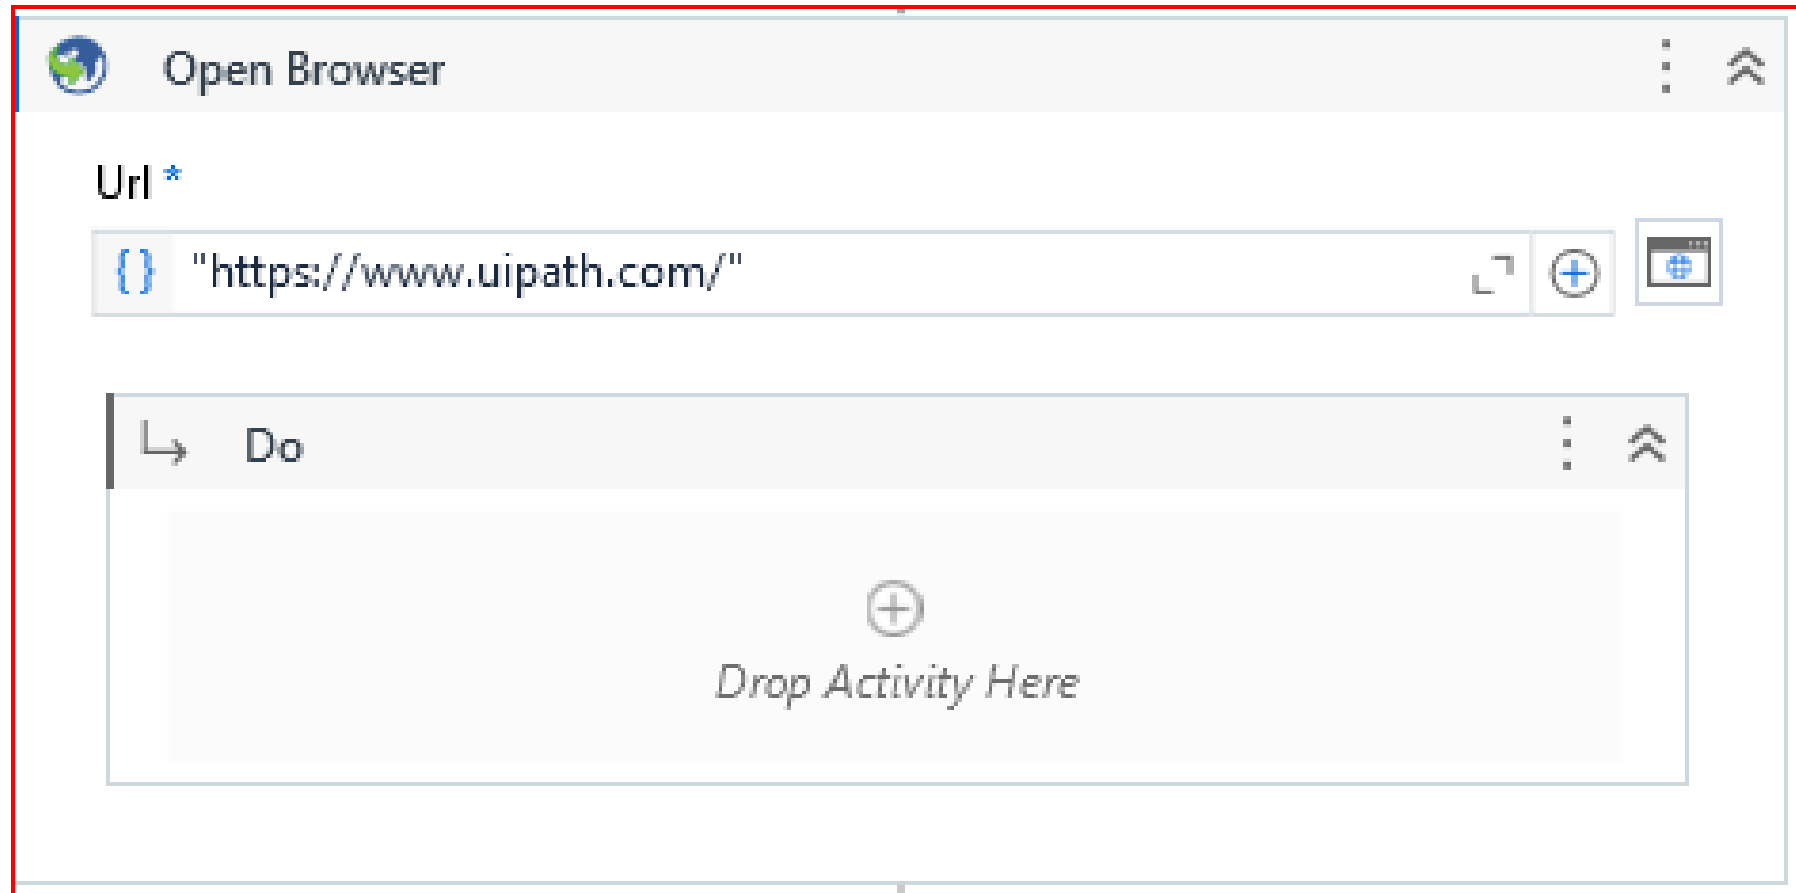 Open Browser
Url *
{ } "https://www.uipath.com/"
Do
Drop Activity Here